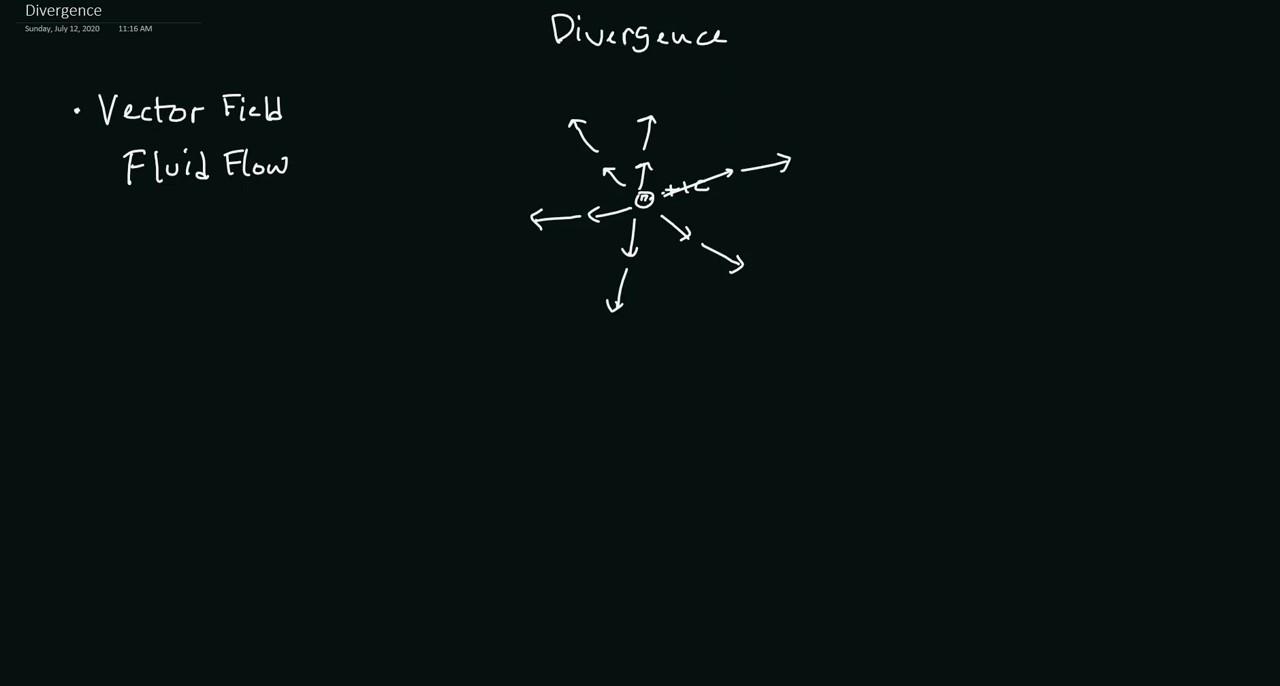 Divergence
Sunday, July 12, 2020 11:16 AM
Divergence
• Vector Field
Fluid Flow